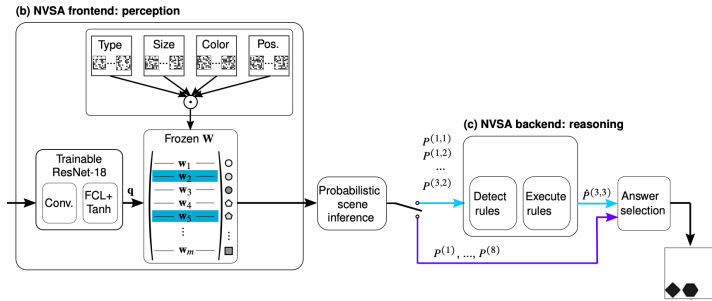 (b) NVSA frontend: perception
Type
Size
Color
Pos.
...
...
...
...
Frozen W
Trainable
ResNet-18
Conv.
FCL+
Tanh
q
w1
w2
w3
w4
w5
⋮
wm
⋮
Probabilistic
scene
inference
P(1,1)
P(1,2)
...
P(3,2)
(c) NVSA backend: reasoning
Detect
rules
Execute
rules
P̂(3,3)
Answer
selection
P(1), ..., P(8)